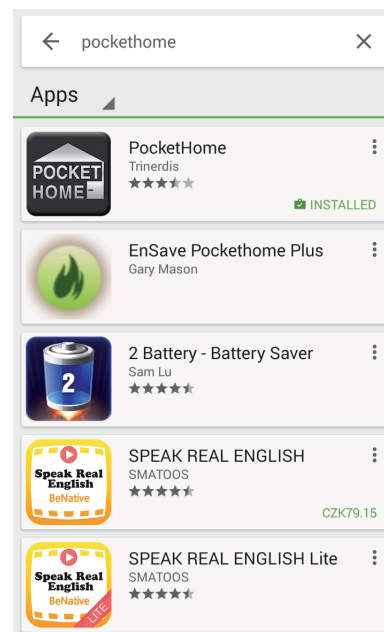 pockethome
Apps
POCKET
HOME
PocketHome
Trinerdis
INSTALLED
EnSave Pockethome Plus
Gary Mason
2
2 Battery - Battery Saver
Sam Lu
Speak Real
English
BeNative
SPEAK REAL ENGLISH
SMATOOS
CZK79.15
Speak Real
English
BeNative
LITE
SPEAK REAL ENGLISH Lite
SMATOOS